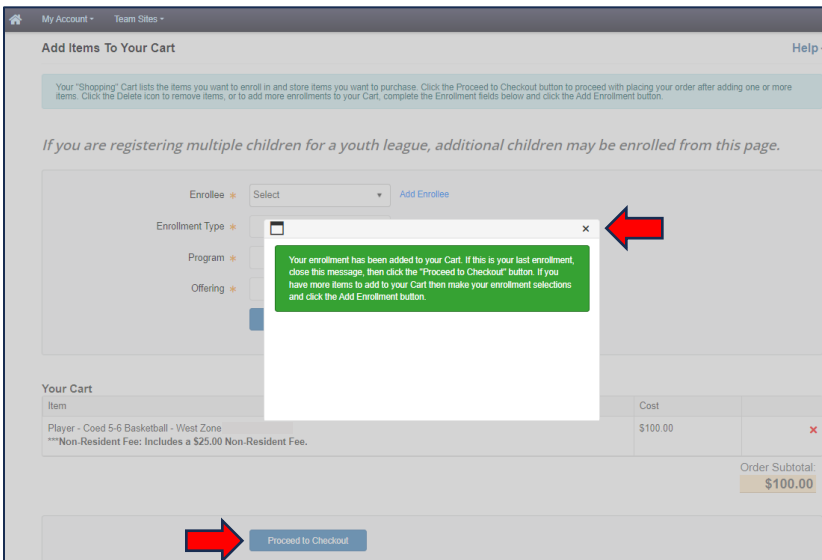 My Account Team Sites
Add Items To Your Cart Help
Your "Shopping" Cart lists the items you want to enroll in and store items you want to purchase. Click the Proceed to Checkout button to proceed with placing your order after adding one or more
items. Click the Delete icon to remove items, or to add more enrollments to your Cart, complete the Enrollment fields below and click the Add Enrollment button.
If you are registering multiple children for a youth league, additional children may be enrolled from this page.
Enrollee * Select Add Enrollee
Enrollment Type *
Program *
Offering *
×
Your enrollment has been added to your Cart. If this is your last enrollment,
close this message, then click the "Proceed to Checkout" button. If you
have more items to add to your Cart then make your enrollment selections
and click the Add Enrollment button.
Your Cart
Item Cost
Player - Coed 5-6 Basketball - West Zone $100.00 ×
***Non-Resident Fee: Includes a $25.00 Non-Resident Fee.
Order Subtotal:
$100.00
Proceed to Checkout